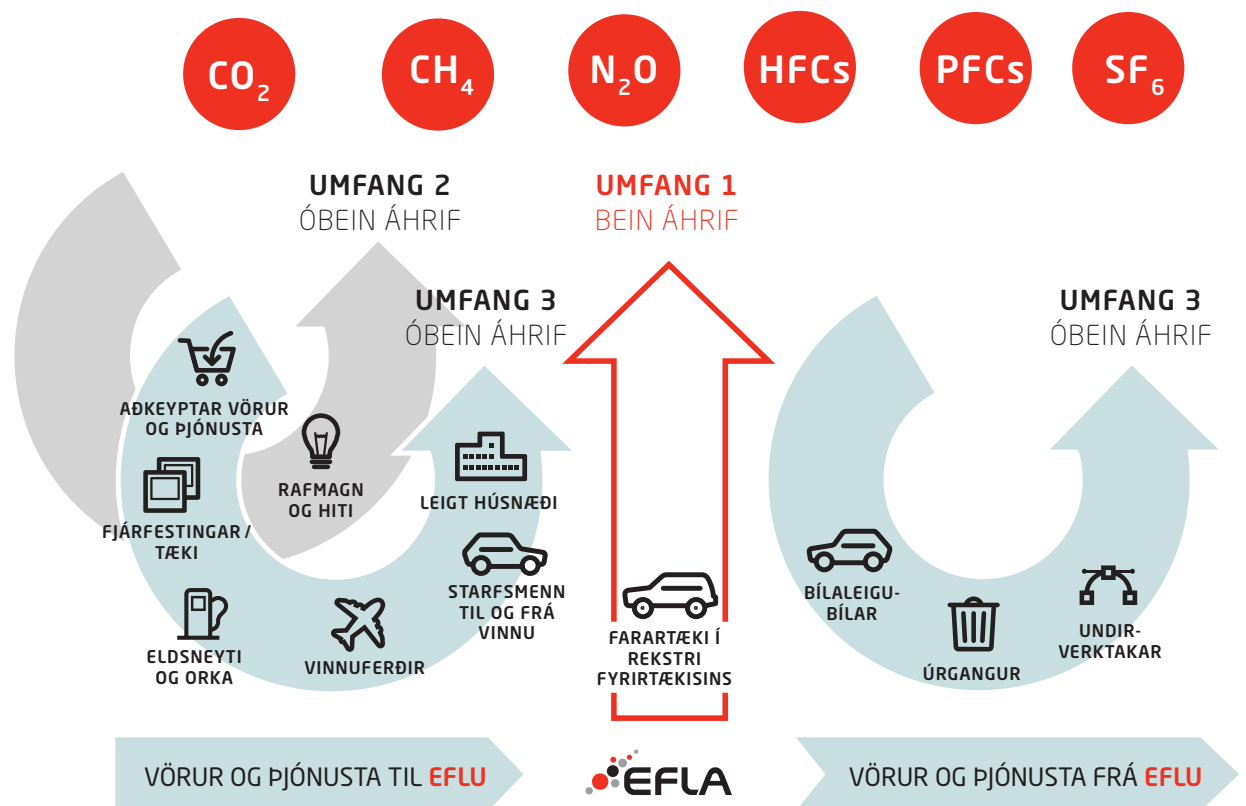 CO₂
CH₄
N₂O
HFCs
PFCs
SF₆
UMFANG 2
ÓBEIN ÁHRIF
UMFANG 1
BEIN ÁHRIF
UMFANG 3
ÓBEIN ÁHRIF
UMFANG 3
ÓBEIN ÁHRIF
AÐKEYPTAR VÖRUR
OG ÞJÓNUSTA
RAFMAGN
OG HITI
LEIGT HÚSNÆÐI
FJÁRFESTINGAR /
TÆKI
STARFSMENN
TIL OG FRÁ
VINNU
ELDSNEYTI
OG ORKA
VINNUFERÐIR
FARARTÆKI Í
REKSTRI
FYRIRTÆKISINS
BÍLALEIGU-
BÍLAR
ÚRGANGUR
UNDIR-
VERKTAKAR
VÖRUR OG ÞJÓNUSTA TIL EFLU
EFLA
VÖRUR OG ÞJÓNUSTA FRÁ EFLU